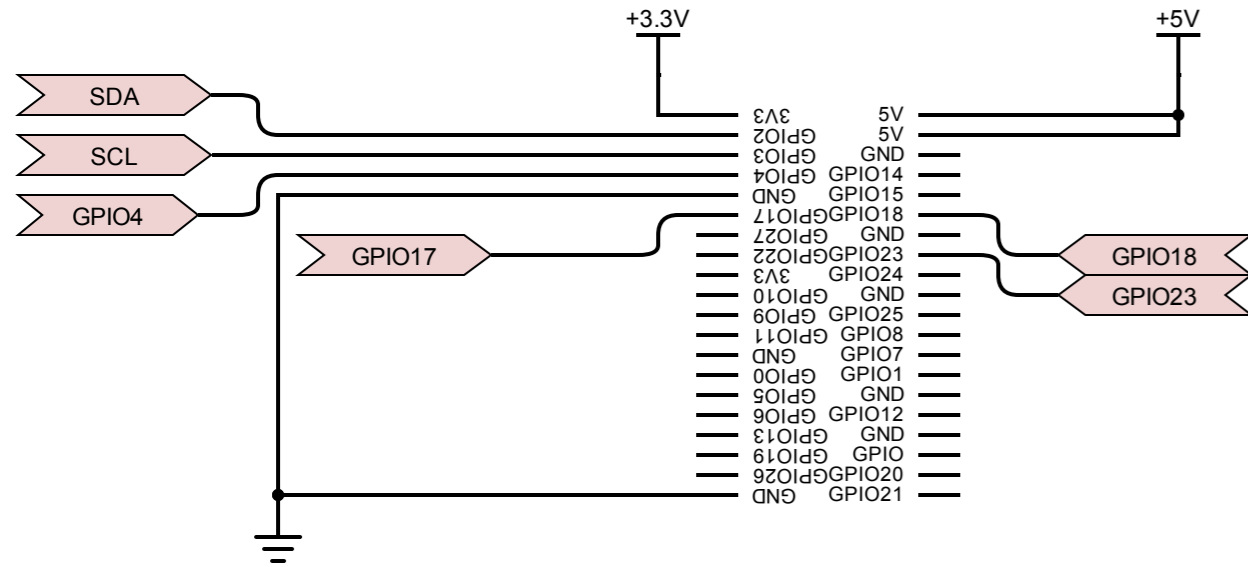 +3.3V
+5V
SDA
SCL
GPIO4
GPIO17
GPIO18
GPIO23
3V3
GPIO2
GPIO3
GPIO4
GND
GPIO17
GPIO27
GPIO22
3V3
GPIO10
GPIO9
GPIO11
GND
GPIO0
GPIO5
GPIO6
GPIO13
GPIO19
GPIO26
GND
5V
5V
GND
GPIO14
GPIO15
GPIO18
GND
GPIO23
GPIO24
GND
GPIO25
GPIO8
GPIO7
GPIO1
GND
GPIO12
GND
GPIO
GPIO20
GPIO21